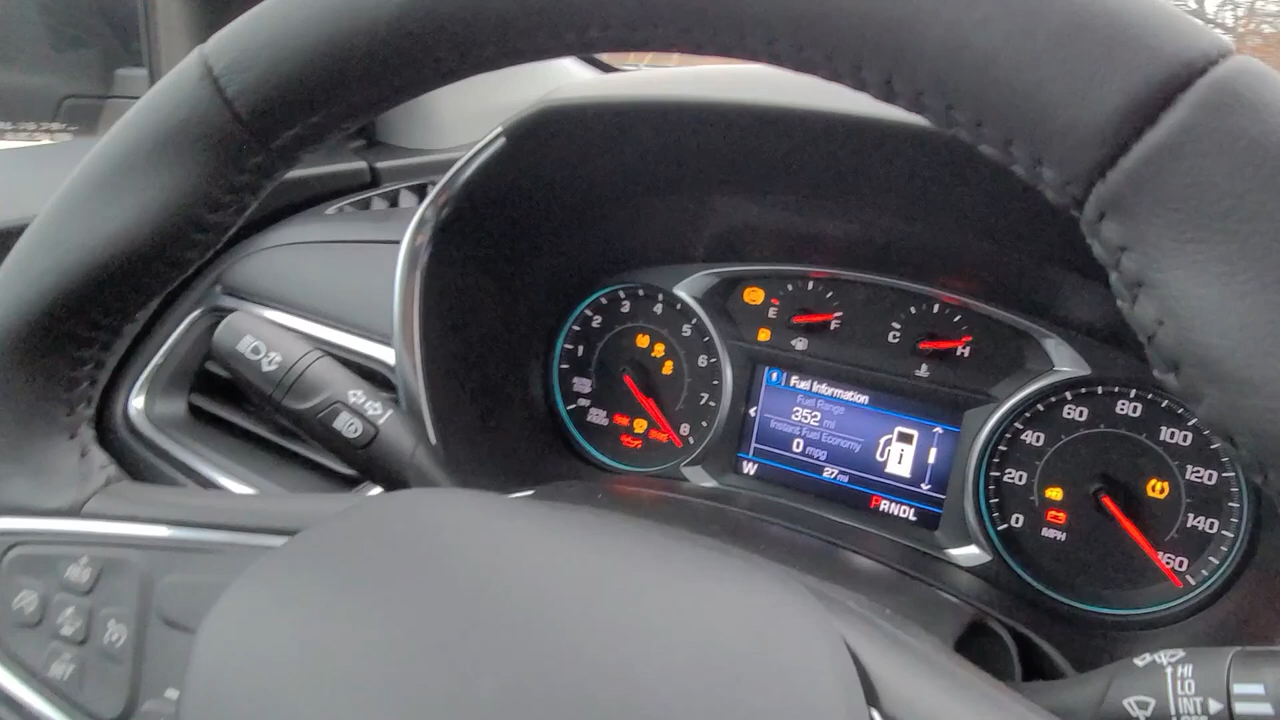 1
2
3
4
5
6
7
8
E
F
C
H
Fuel Information
Fuel Range
352 mi
Instant Fuel Economy
0 mpg
W
27 mi
PRNDL
0
20
40
60
80
100
120
140
160
MPH
HI
LO
INT